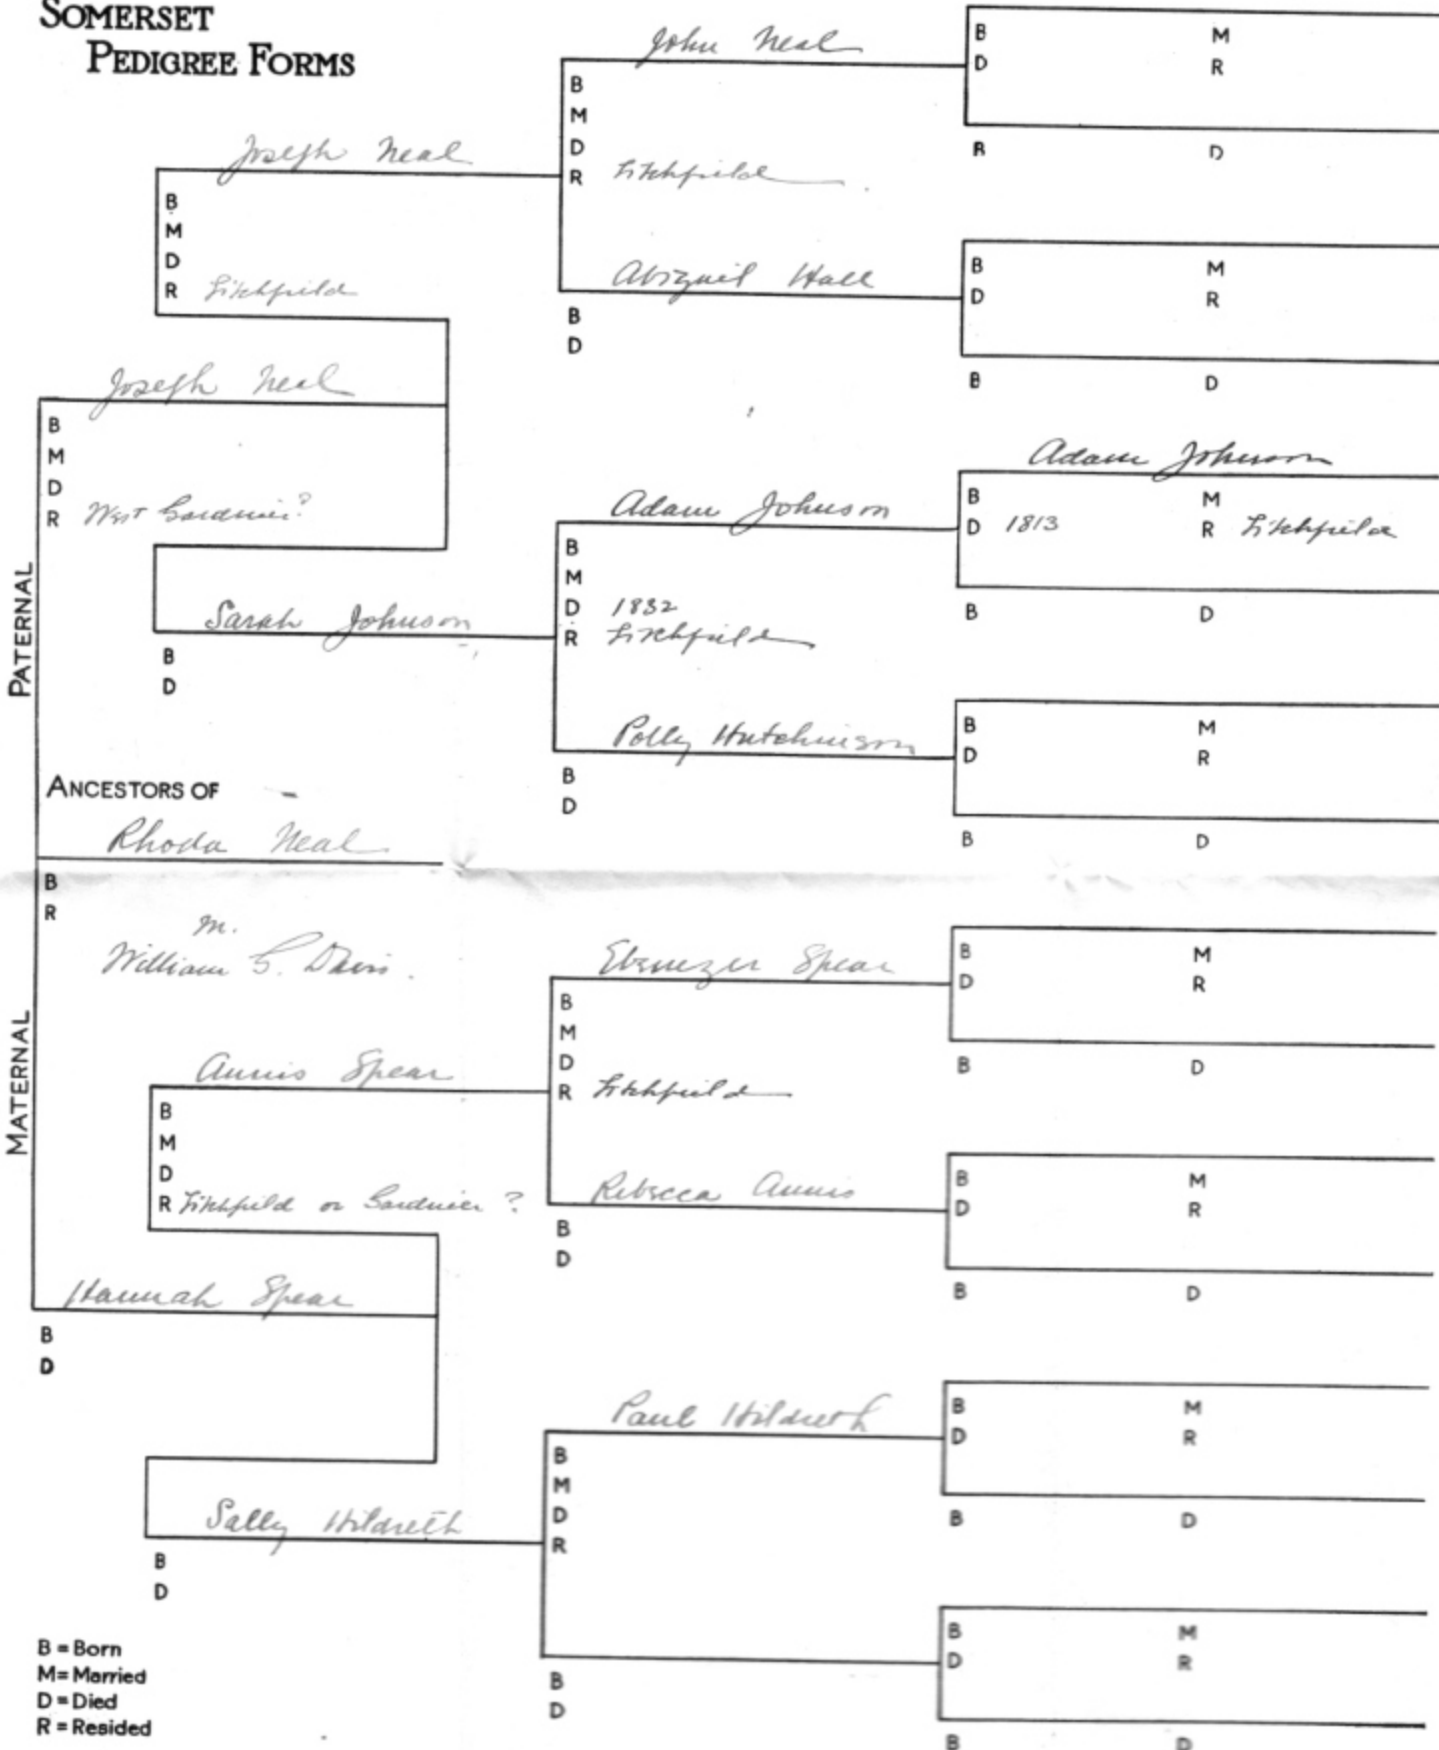 SOMERSET
PEDIGREE FORMS
John Neal
B
M
D
R Litchfield
B M
D R
B D
Joseph Neal
B
M
D
R Litchfield
Abigail Hall
B
D
B M
D R
B D
Joseph Neal
B
M
D
R West Gardiner?
Adam Johnson
B M
D 1813 R Litchfield
B D
Adam Johnson
B
M
D 1832
R Litchfield
Sarah Johnson
B
D
Polly Hutchinson
B
D
B M
D R
B D
PATERNAL
ANCESTORS OF
Rhoda Neal
B
R
m.
William S. Davis.
MATERNAL
Ebenezer Spear
B
M
D
R Litchfield
B M
D R
B D
Annis Spear
B
M
D
R Litchfield or Gardiner?
Rebecca Annis
B
D
B M
D R
B D
Hannah Spear
B
D
Paul Hildreth
B
M
D
R
B M
D R
B D
Sally Hildreth
B
D
B
D
B M
D R
B D
B = Born
M = Married
D = Died
R = Resided